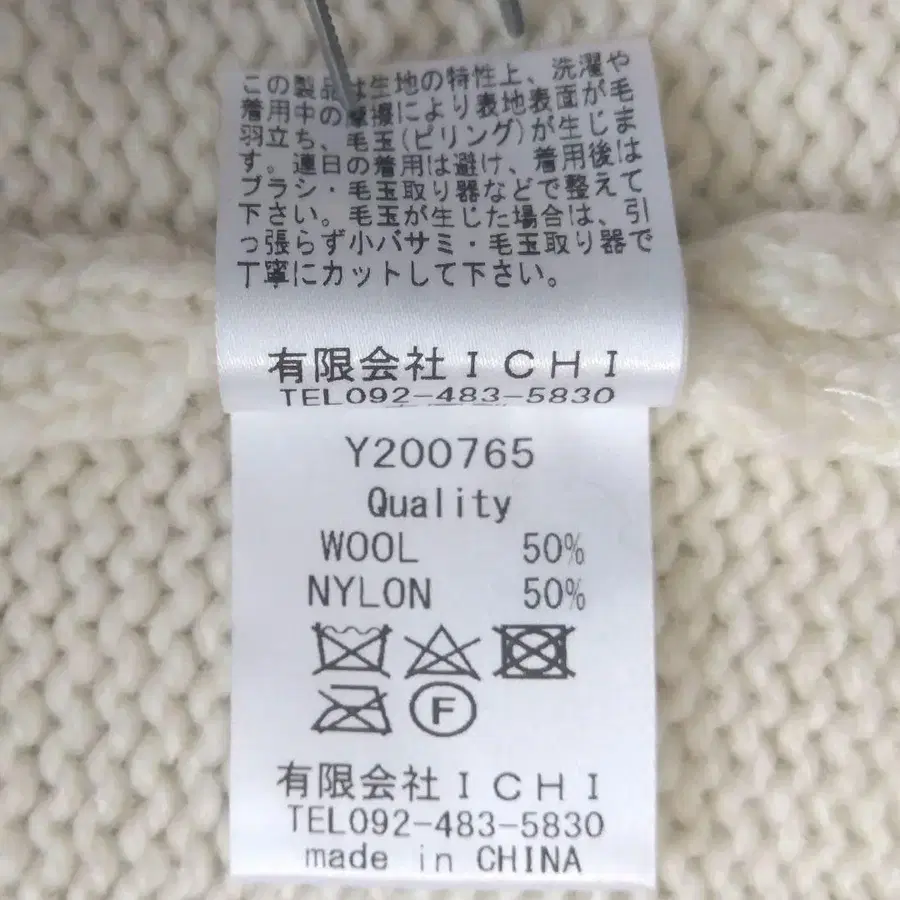 この製品は生地の特性上、洗濯や
着用中の摩擦により表地表面が毛
羽立ち、毛玉(ピリング)が生じま
す。連日の着用は避け、着用後は
ブラシ・毛玉取り器などで整えて
下さい。毛玉が生じた場合は、引
っ張らず小バサミ・毛玉取り器で
丁寧にカットして下さい。
有限会社ICHI
TEL092-483-5830
Y200765
Quality
WOOL 50%
NYLON 50%
F
有限会社ICHI
TEL092-483-5830
made in CHINA